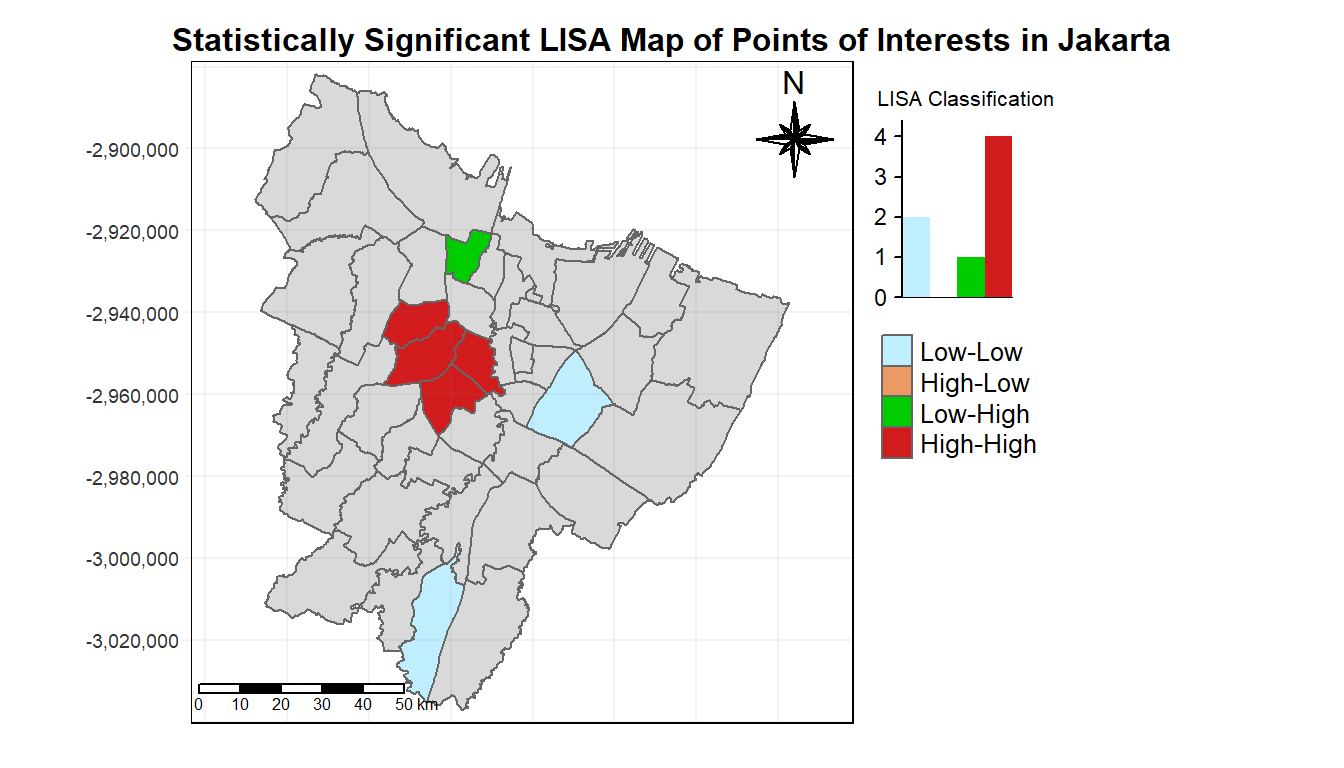 Statistically Significant LISA Map of Points of Interests in Jakarta
N
-2,900,000
-2,920,000
-2,940,000
-2,960,000
-2,980,000
-3,000,000
-3,020,000
0 10 20 30 40 50 km
LISA Classification
4
3
2
1
0
Low-Low
High-Low
Low-High
High-High